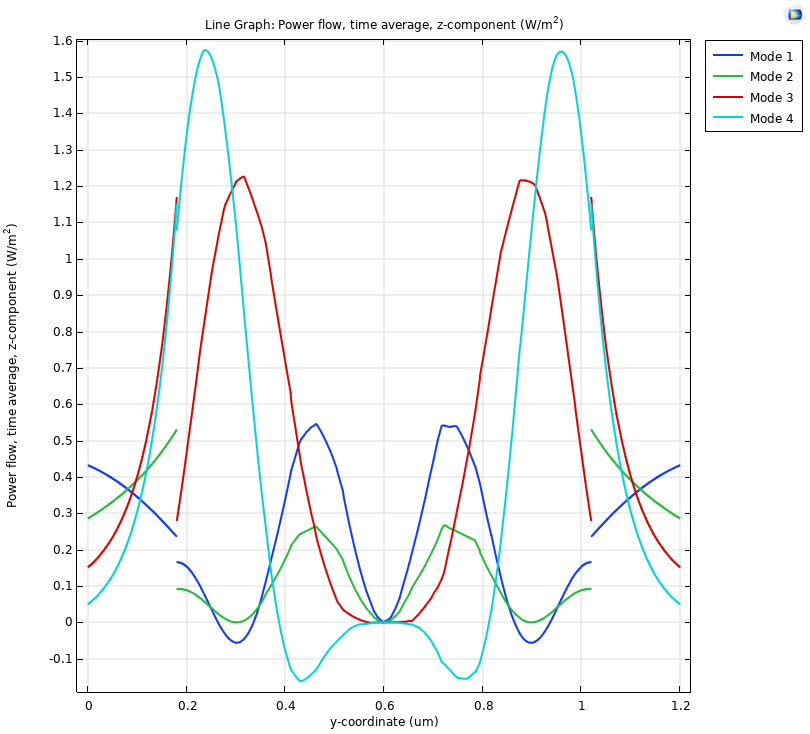 Line Graph: Power flow, time average, z-component (W/m²)
Mode 1
Mode 2
Mode 3
Mode 4
Power flow, time average, z-component (W/m²)
1.6
1.5
1.4
1.3
1.2
1.1
1
0.9
0.8
0.7
0.6
0.5
0.4
0.3
0.2
0.1
0
-0.1
0 0.2 0.4 0.6 0.8 1 1.2
y-coordinate (um)